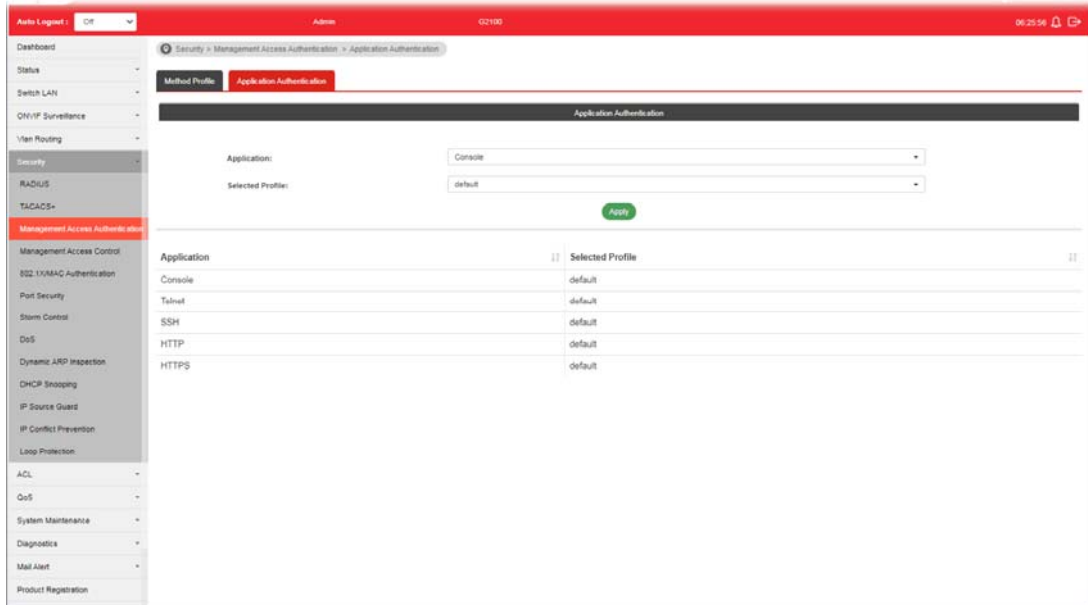 Auto Logout : Off Admin G2100 06:25:56
Dashboard
Status
Switch LAN
ONVIF Surveillance
Vlan Routing
Security
RADIUS
TACACS+
Management Access Authentication
Management Access Control
802.1X/MAC Authentication
Port Security
Storm Control
DoS
Dynamic ARP Inspection
DHCP Snooping
IP Source Guard
IP Conflict Prevention
Loop Protection
ACL
QoS
System Maintenance
Diagnostics
Mail Alert
Product Registration
Security > Management Access Authentication > Application Authentication
Method Profile Application Authentication
Application Authentication
Application: Console
Selected Profile: default
Apply
Application Selected Profile
Console default
Telnet default
SSH default
HTTP default
HTTPS default